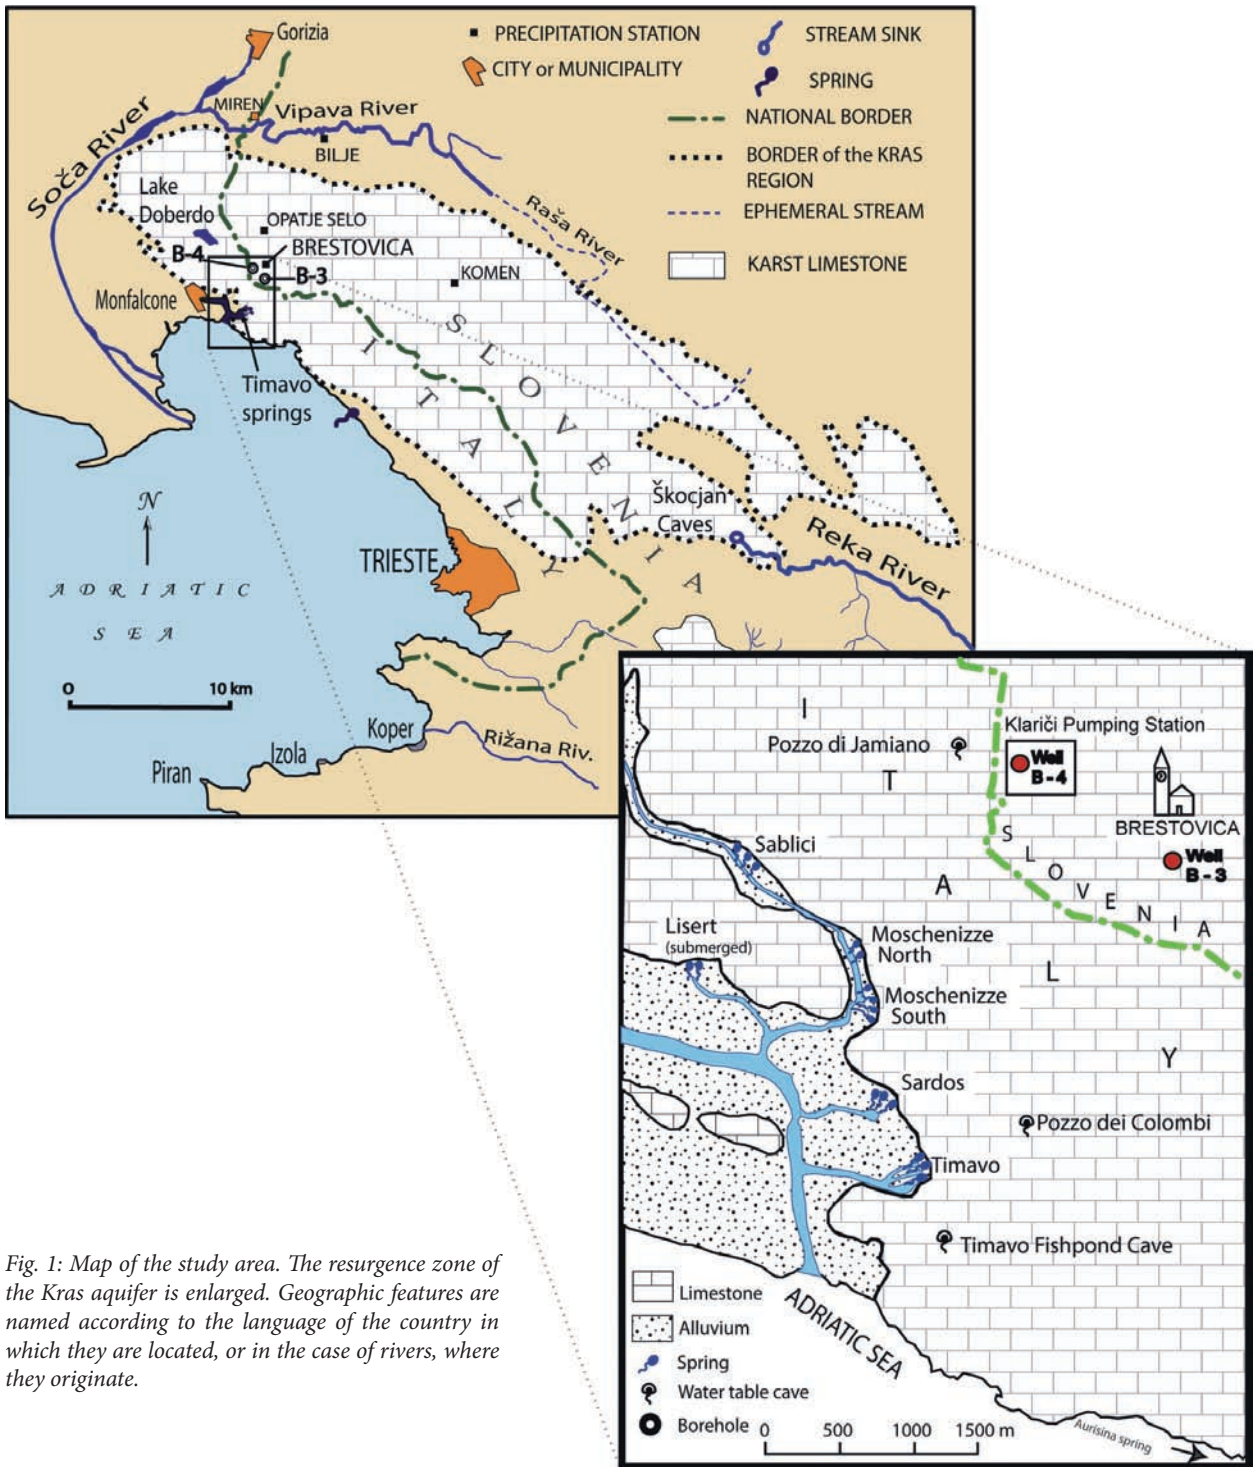 Gorizia
PRECIPITATION STATION
CITY or MUNICIPALITY
STREAM SINK
SPRING
NATIONAL BORDER
BORDER of the KRAS
REGION
EPHEMERAL STREAM
KARST LIMESTONE
MIREN
Vipava River
BILJE
Soča River
Raša River
Lake
Doberdo
OPATJE SELO
BRESTOVICA
B-4
B-3
KOMEN
Monfalcone
Timavo
springs
ITALY
SLOVENIA
Škocjan
Caves
Reka River
TRIESTE
N
ADRIATIC
SEA
0 10 km
Koper
Izola
Piran
Rižana Riv.
ITALY
Klariči Pumping Station
Pozzo di Jamiano
Well
B - 4
BRESTOVICA
Well
B - 3
SLOVENIA
Sablici
Lisert
(submerged)
Moschenizze
North
Moschenizze
South
Sardos
Pozzo dei Colombi
Timavo
Timavo Fishpond Cave
Limestone
Alluvium
Spring
Water table cave
Borehole
ADRIATIC SEA
0 500 1000 1500 m
Aurisina spring
Fig. 1: Map of the study area. The resurgence zone of
the Kras aquifer is enlarged. Geographic features are
named according to the language of the country in
which they are located, or in the case of rivers, where
they originate.